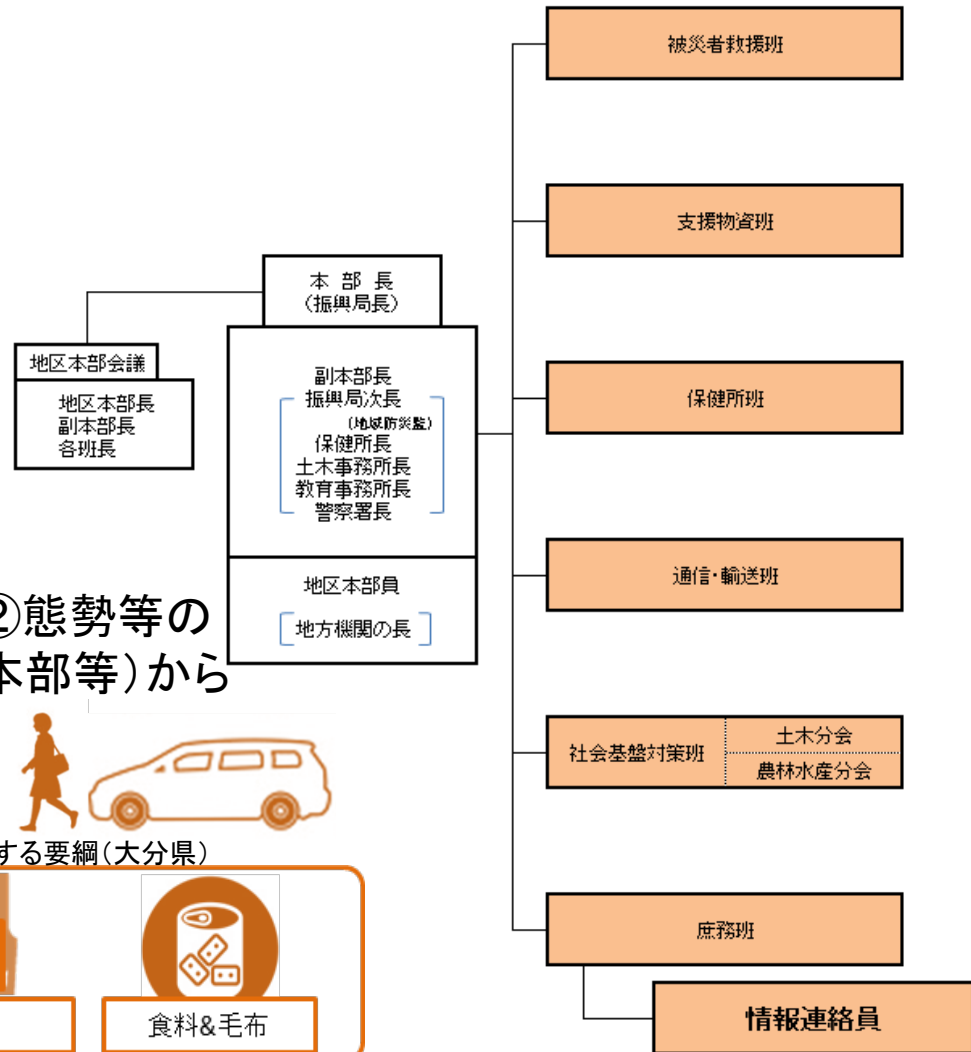 被災者救援班
支援物資班
本部長
(振興局長)
地区本部会議
地区本部長
副本部長
各班長
副本部長
振興局次長
(地域防災監)
保健所長
土木事務所長
教育事務所長
警察署長
地区本部員
地方機関の長
保健所班
通信・輸送班
社会基盤対策班
土木分会
農林水産分会
庶務班
情報連絡員
②態勢等の
本部等)から
する要綱(大分県)
食料&毛布